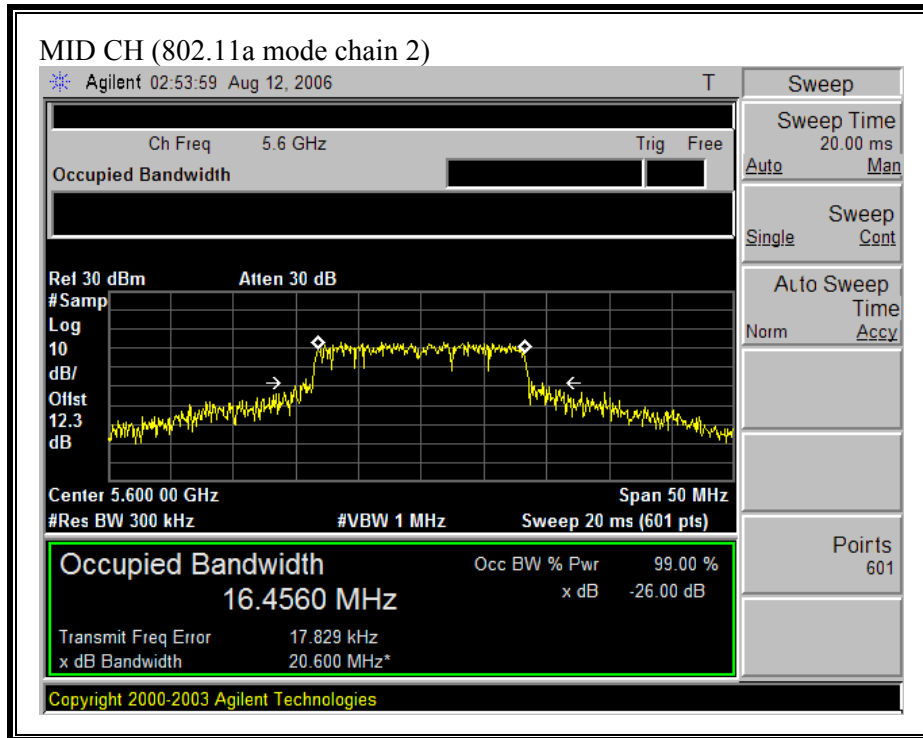 MID CH (802.11a mode chain 2)
Agilent 02:53:59 Aug 12, 2006 T
Ch Freq 5.6 GHz Trig Free
Occupied Bandwidth
Ref 30 dBm Atten 30 dB
#Samp
Log
10
dB/
Offst
12.3
dB
Center 5.600 00 GHz Span 50 MHz
#Res BW 300 kHz #VBW 1 MHz Sweep 20 ms (601 pts)
Occupied Bandwidth Occ BW % Pwr 99.00 %
16.4560 MHz x dB -26.00 dB
Transmit Freq Error 17.829 kHz
x dB Bandwidth 20.600 MHz*
Copyright 2000-2003 Agilent Technologies
Sweep
Sweep Time
20.00 ms
Auto Man
Sweep
Single Cont
Auto Sweep
Time
Norm Accy
Points
601